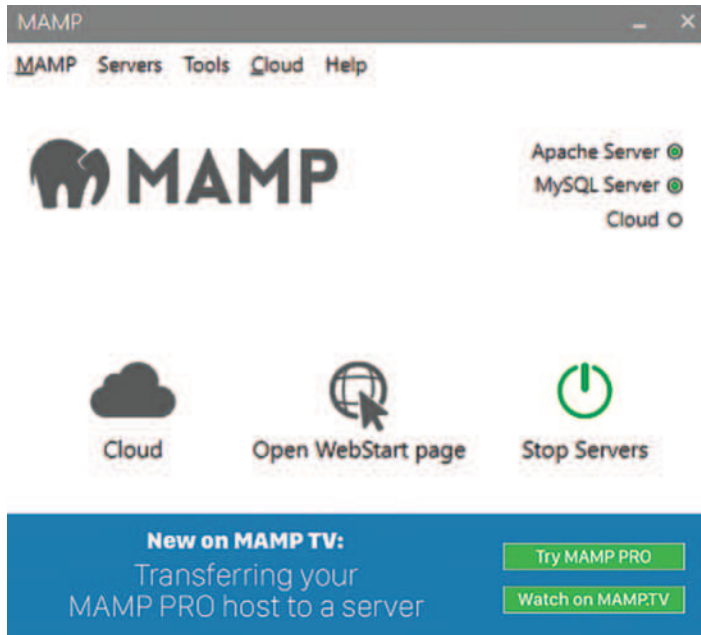 MAMP
MAMP Servers Tools Cloud Help
MAMP
Apache Server
MySQL Server
Cloud
Cloud
Open WebStart page
Stop Servers
New on MAMP TV:
Transferring your
MAMP PRO host to a server
Try MAMP PRO
Watch on MAMP.TV